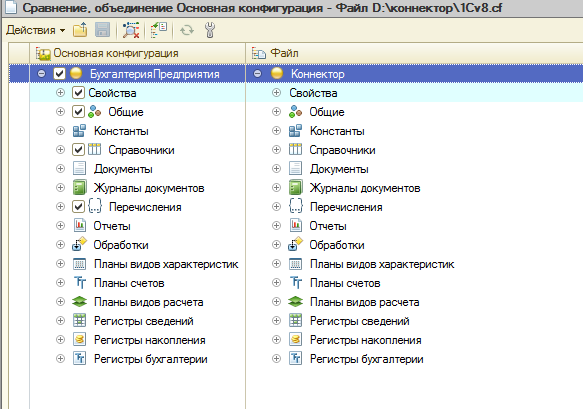 Сравнение, объединение Основная конфигурация - Файл D:\коннектор\1Cv8.cf
Действия
Основная конфигурация Файл
БухгалтерияПредприятия Коннектор
Свойства Свойства
Общие Общие
Константы Константы
Справочники Справочники
Документы Документы
Журналы документов Журналы документов
Перечисления Перечисления
Отчеты Отчеты
Обработки Обработки
Планы видов характеристик Планы видов характеристик
Планы счетов Планы счетов
Планы видов расчета Планы видов расчета
Регистры сведений Регистры сведений
Регистры накопления Регистры накопления
Регистры бухгалтерии Регистры бухгалтерии